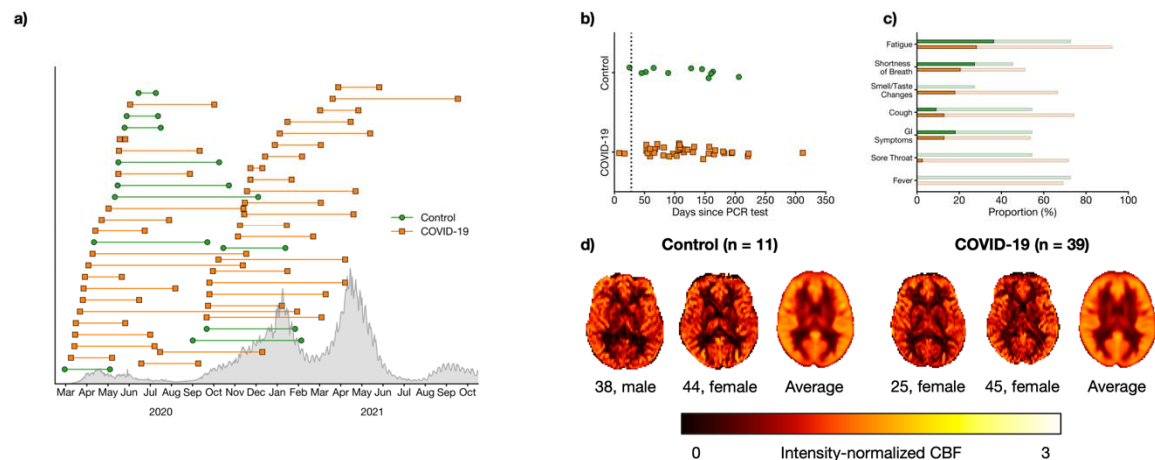 a)
Control
COVID-19
Mar Apr May Jun Jul Aug Sep Oct Nov Dec Jan Feb Mar Apr May Jun Jul Aug Sep Oct
2020
2021
b)
Control
COVID-19
0 50 100 150 200 250 300 350
Days since PCR test
c)
Fatigue
Shortness
of Breath
Smell/Taste
Changes
Cough
GI
Symptoms
Sore Throat
Fever
0 20 40 60 80 100
Proportion (%)
d)
Control (n = 11)
COVID-19 (n = 39)
38, male
44, female
Average
25, female
45, female
Average
0
Intensity-normalized CBF
3